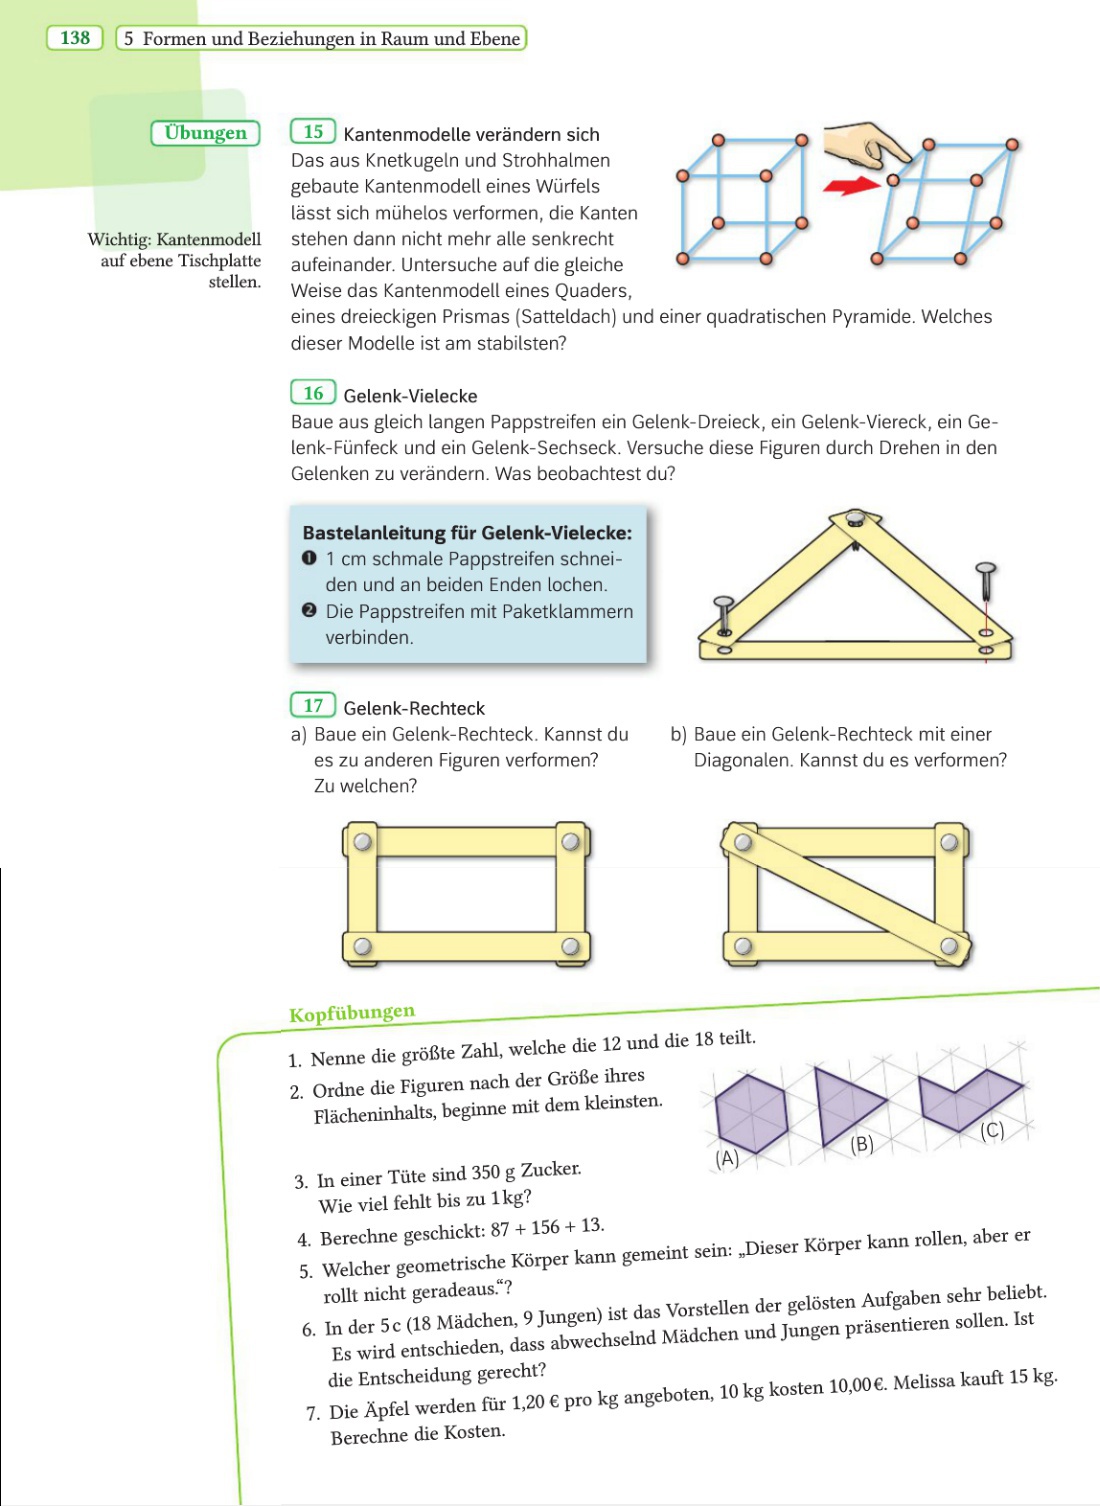 138 5 Formen und Beziehungen in Raum und Ebene
Übungen
Wichtig: Kantenmodell
auf ebene Tischplatte
stellen.
15 Kantenmodelle verändern sich
Das aus Knetkugeln und Strohhalmen
gebaute Kantenmodell eines Würfels
lässt sich mühelos verformen, die Kanten
stehen dann nicht mehr alle senkrecht
aufeinander. Untersuche auf die gleiche
Weise das Kantenmodell eines Quaders,
eines dreieckigen Prismas (Satteldach) und einer quadratischen Pyramide. Welches
dieser Modelle ist am stabilsten?
16 Gelenk-Vielecke
Baue aus gleich langen Pappstreifen ein Gelenk-Dreieck, ein Gelenk-Viereck, ein Ge-
lenk-Fünfeck und ein Gelenk-Sechseck. Versuche diese Figuren durch Drehen in den
Gelenken zu verändern. Was beobachtest du?
Bastelanleitung für Gelenk-Vielecke:
❶ 1 cm schmale Pappstreifen schnei-
den und an beiden Enden lochen.
❷ Die Pappstreifen mit Paketklammern
verbinden.
17 Gelenk-Rechteck
a) Baue ein Gelenk-Rechteck. Kannst du
es zu anderen Figuren verformen?
Zu welchen?
b) Baue ein Gelenk-Rechteck mit einer
Diagonalen. Kannst du es verformen?
Kopfübungen
1. Nenne die größte Zahl, welche die 12 und die 18 teilt.
2. Ordne die Figuren nach der Größe ihres
Flächeninhalts, beginne mit dem kleinsten.
(A)
(B)
(C)
3. In einer Tüte sind 350 g Zucker.
Wie viel fehlt bis zu 1 kg?
4. Berechne geschickt: 87 + 156 + 13.
5. Welcher geometrische Körper kann gemeint sein: „Dieser Körper kann rollen, aber er
rollt nicht geradeaus.“?
6. In der 5 c (18 Mädchen, 9 Jungen) ist das Vorstellen der gelösten Aufgaben sehr beliebt.
Es wird entschieden, dass abwechselnd Mädchen und Jungen präsentieren sollen. Ist
die Entscheidung gerecht?
7. Die Äpfel werden für 1,20 € pro kg angeboten, 10 kg kosten 10,00 €. Melissa kauft 15 kg.
Berechne die Kosten.